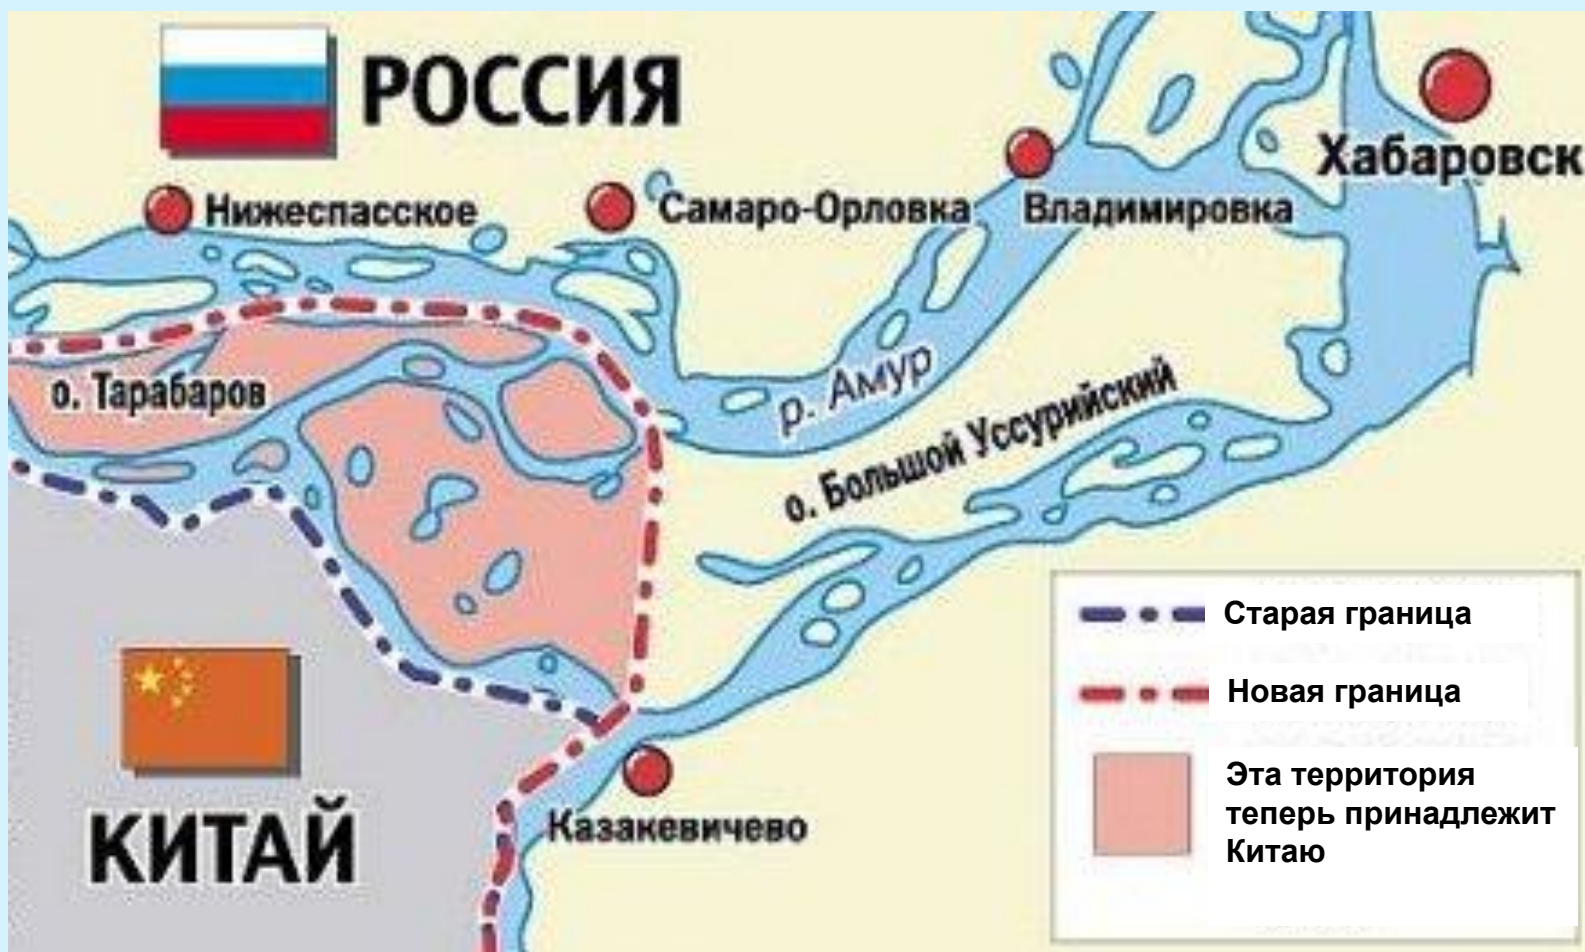 РОССИЯ
Хабаровск
Нижеспасское
Самаро-Орловка
Владимировка
о. Тарабаров
р. Амур
о. Большой Уссурийский
Старая граница
Новая граница
Эта территория
теперь принадлежит
Китаю
КИТАЙ
Казакевичево